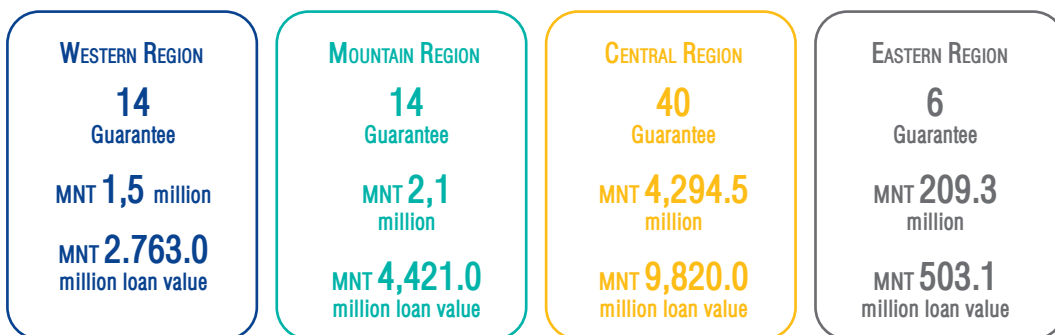 Western Region
14
Guarantee
MNT 1,5 million
MNT 2.763.0
million loan value
Mountain Region
14
Guarantee
MNT 2,1
million
MNT 4,421.0
million loan value
Central Region
40
Guarantee
MNT 4,294.5
million
MNT 9,820.0
million loan value
Eastern Region
6
Guarantee
MNT 209.3
million
MNT 503.1
million loan value